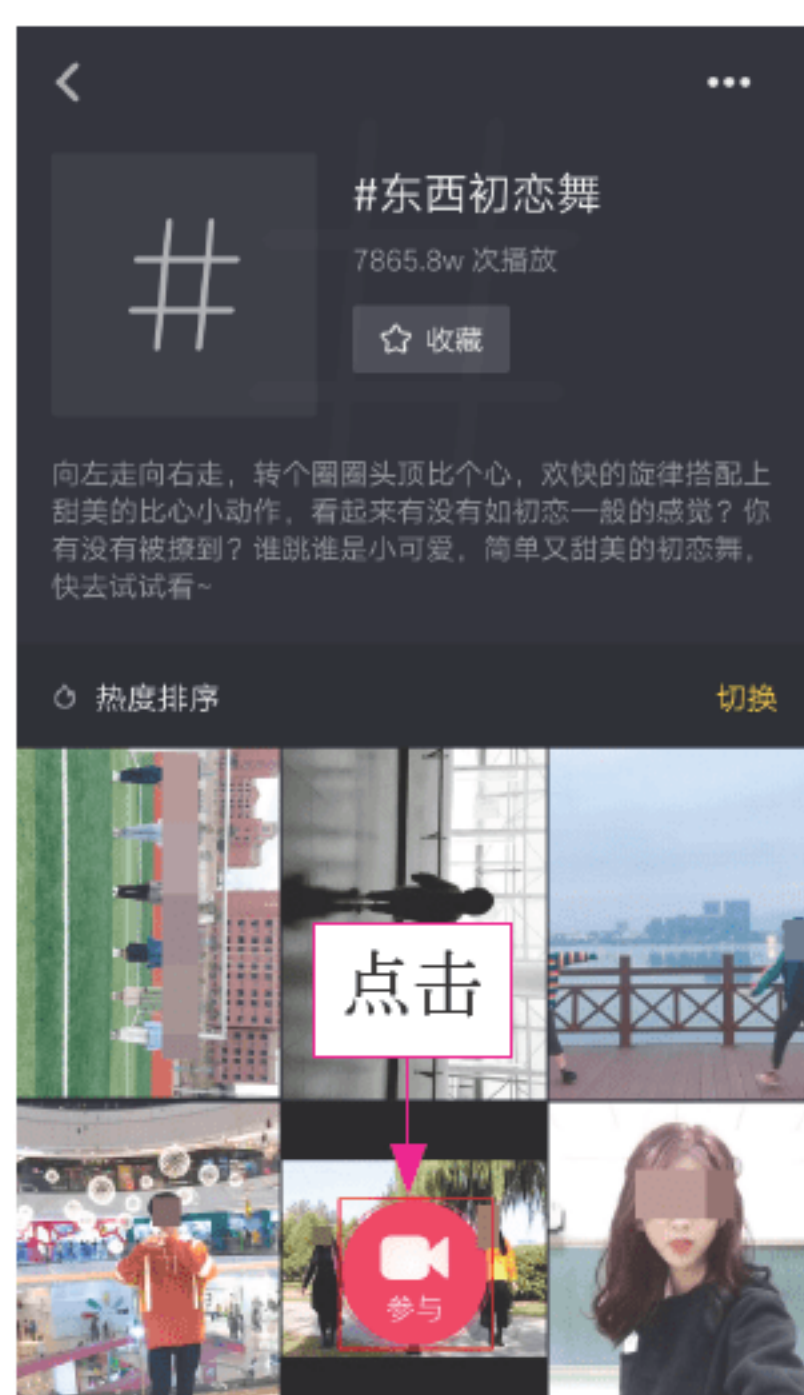 #东西初恋舞
7865.8w 次播放
收藏
向左走向右走，转个圈圈头顶比个心，欢快的旋律搭配上
甜美的比心小动作，看起来有没有如初恋一般的感觉？你
有没有被撩到？谁跳谁是小可爱，简单又甜美的初恋舞，
快去试试看~
热度排序
切换
点击
参与